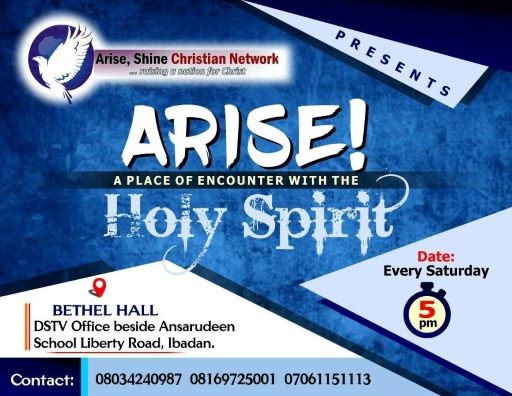 Arise, Shine Christian Network
... raising a nation for Christ
PRESENTS
ARISE!
A PLACE OF ENCOUNTER WITH THE
Holy Spirit
Date:
Every Saturday
5
pm
BETHEL HALL
DSTV Office beside Ansarudeen
School Liberty Road, Ibadan.
Contact: 08034240987 08169725001 07061151113